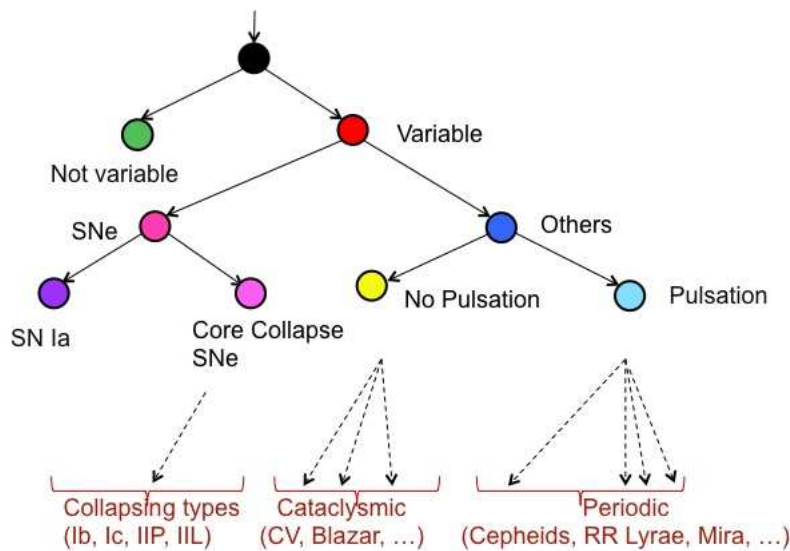 Variable
Not variable
SNe
Others
No Pulsation
Pulsation
SN Ia
Core Collapse
SNe
Collapsing types
(Ib, Ic, IIP, IIL)
Cataclysmic
(CV, Blazar, …)
Periodic
(Cepheids, RR Lyrae, Mira, …)